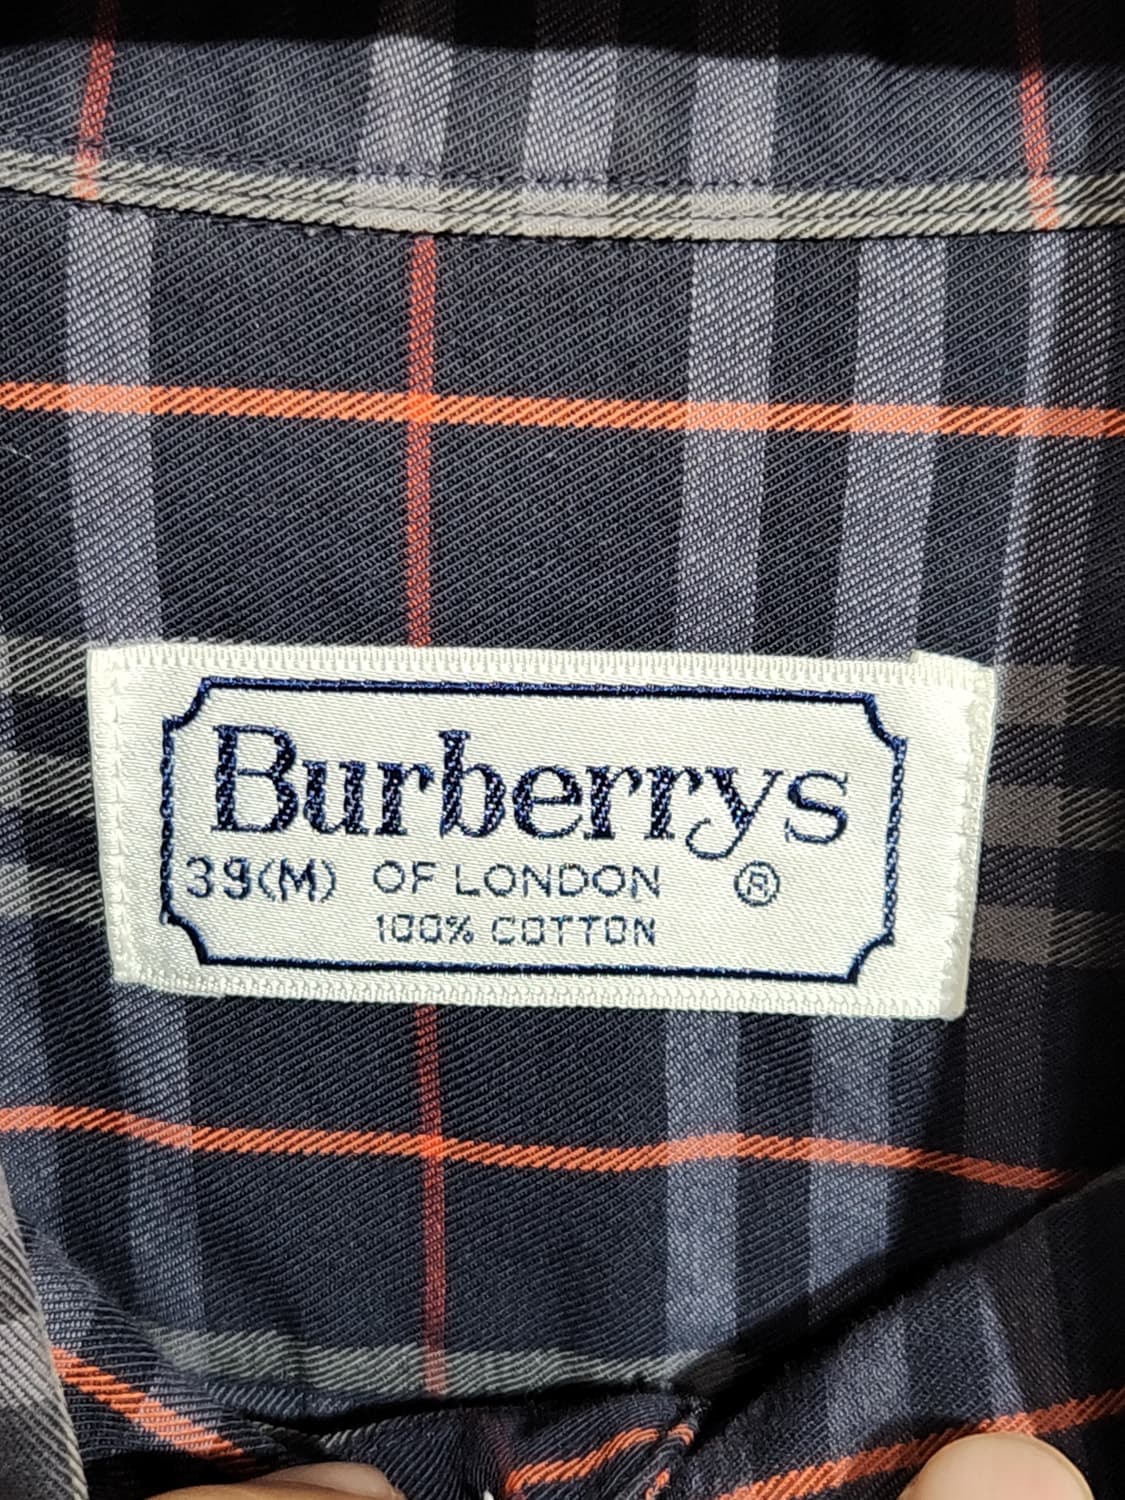 Burberrys
39(M) OF LONDON ®
100% COTTON